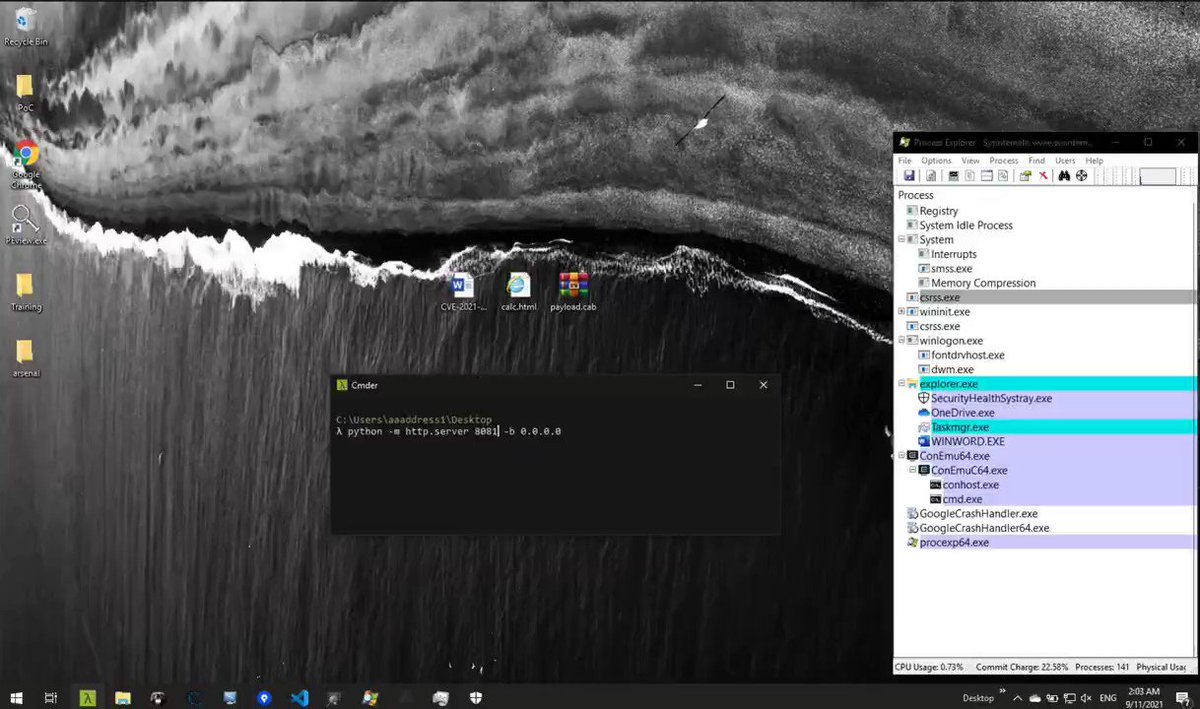 Recycle Bin
PoC
Google
Chrome
PEview.exe
Training
arsenal
CVE-2021-...
calc.html
payload.cab
Cmder
C:\Users\aaaddress1\Desktop
λ python -m http.server 8081 -b 0.0.0.0
Process Explorer
File Options View Process Find Users Help
Process
Registry
System Idle Process
System
Interrupts
smss.exe
Memory Compression
csrss.exe
wininit.exe
csrss.exe
winlogon.exe
fontdrvhost.exe
dwm.exe
explorer.exe
SecurityHealthSystray.exe
OneDrive.exe
Taskmgr.exe
WINWORD.EXE
ConEmu64.exe
ConEmuC64.exe
conhost.exe
cmd.exe
GoogleCrashHandler.exe
GoogleCrashHandler64.exe
procexp64.exe
CPU Usage: 0.73% Commit Charge: 22.58% Processes: 141 Physical Usag
Desktop
ENG
2:03 AM
9/11/2021